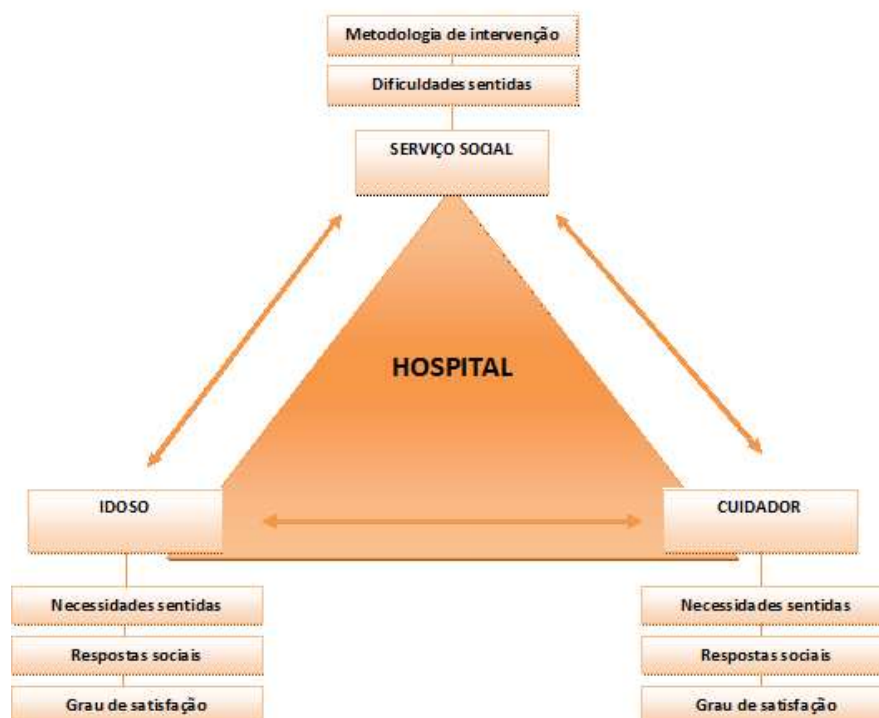 Metodologia de intervenção
Dificuldades sentidas
SERVIÇO SOCIAL
HOSPITAL
IDOSO
CUIDADOR
Necessidades sentidas
Respostas sociais
Grau de satisfação
Necessidades sentidas
Respostas sociais
Grau de satisfação